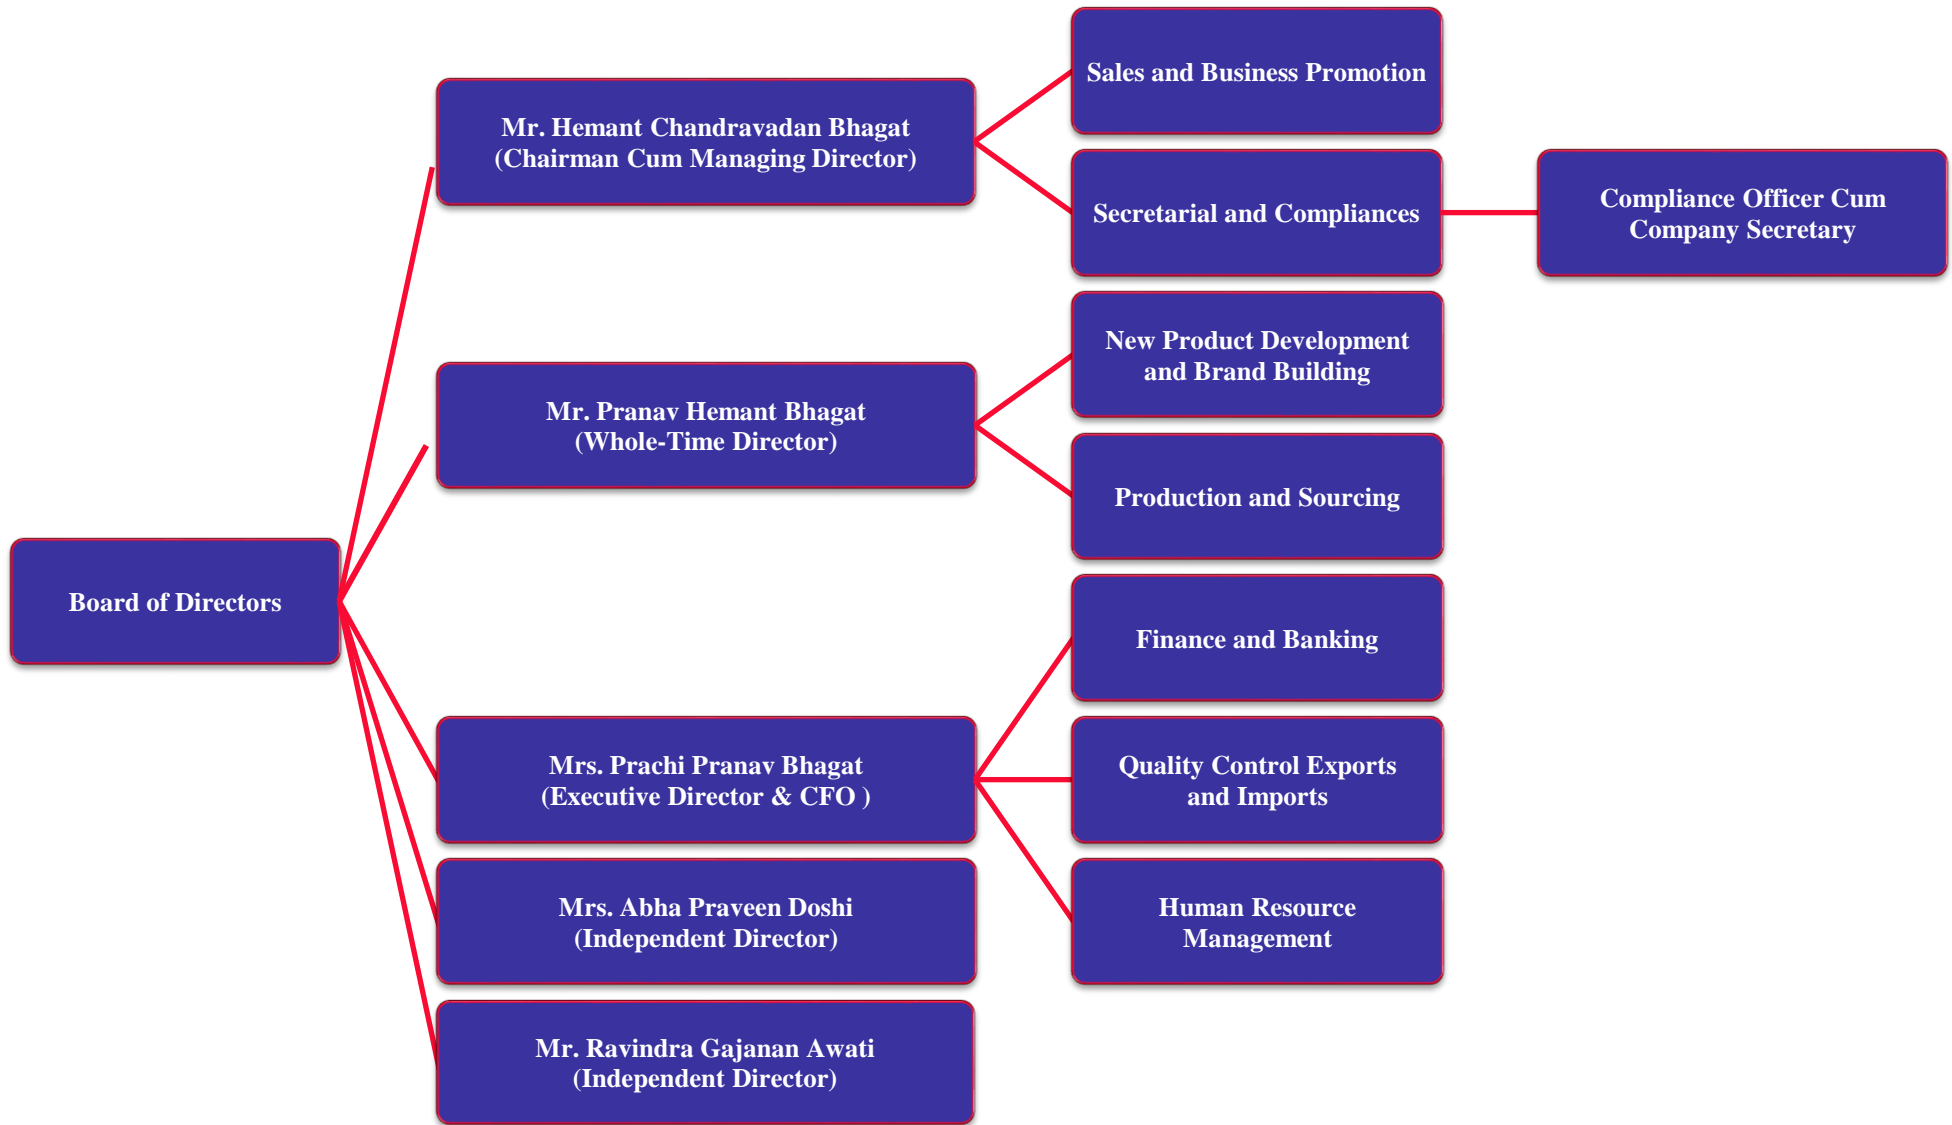 Board of Directors
Mr. Hemant Chandravadan Bhagat
(Chairman Cum Managing Director)
Sales and Business Promotion
Secretarial and Compliances
Compliance Officer Cum
Company Secretary
Mr. Pranav Hemant Bhagat
(Whole-Time Director)
New Product Development
and Brand Building
Production and Sourcing
Mrs. Prachi Pranav Bhagat
(Executive Director & CFO )
Finance and Banking
Quality Control Exports
and Imports
Human Resource
Management
Mrs. Abha Praveen Doshi
(Independent Director)
Mr. Ravindra Gajanan Awati
(Independent Director)